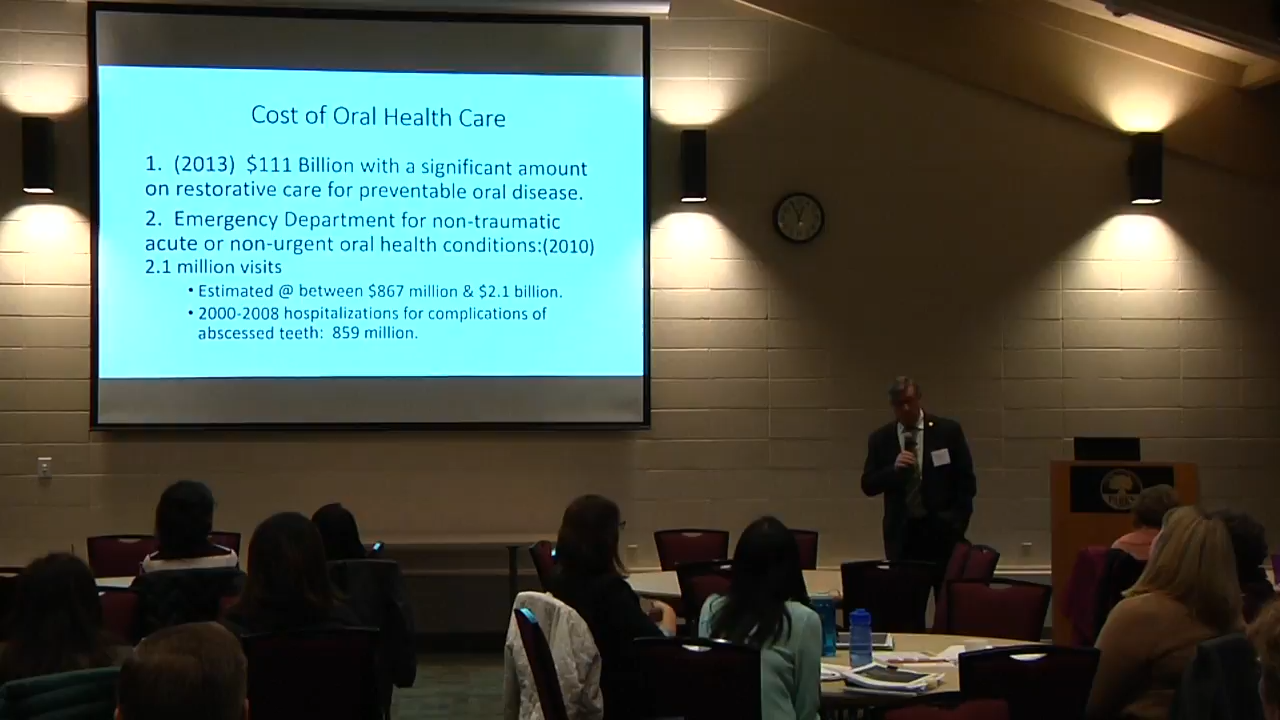 Cost of Oral Health Care
1. (2013) $111 Billion with a significant amount
on restorative care for preventable oral disease.
2. Emergency Department for non-traumatic
acute or non-urgent oral health conditions:(2010)
2.1 million visits
• Estimated @ between $867 million & $2.1 billion.
• 2000-2008 hospitalizations for complications of
abscessed teeth: 859 million.